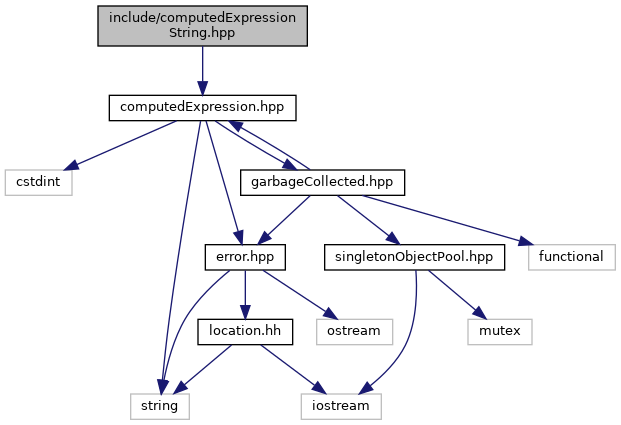 include/computedExpression
String.hpp
computedExpression.hpp
cstdint
garbageCollected.hpp
error.hpp
singletonObjectPool.hpp
functional
location.hh
ostream
mutex
string
iostream